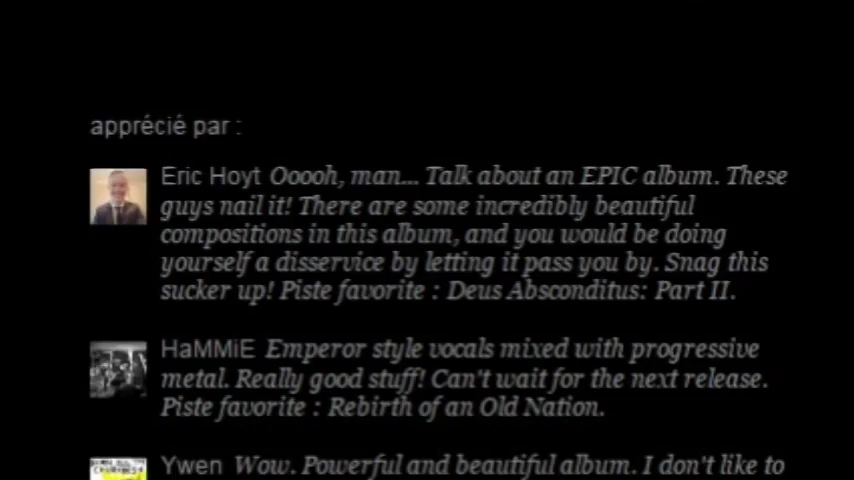 apprécié par :
Eric Hoyt Ooooh, man... Talk about an EPIC album. These
guys nail it! There are some incredibly beautiful
compositions in this album, and you would be doing
yourself a disservice by letting it pass you by. Snag this
sucker up! Piste favorite : Deus Absconditus: Part II.
HaMMiE Emperor style vocals mixed with progressive
metal. Really good stuff! Can't wait for the next release.
Piste favorite : Rebirth of an Old Nation.
Ywen Wow. Powerful and beautiful album. I don't like to